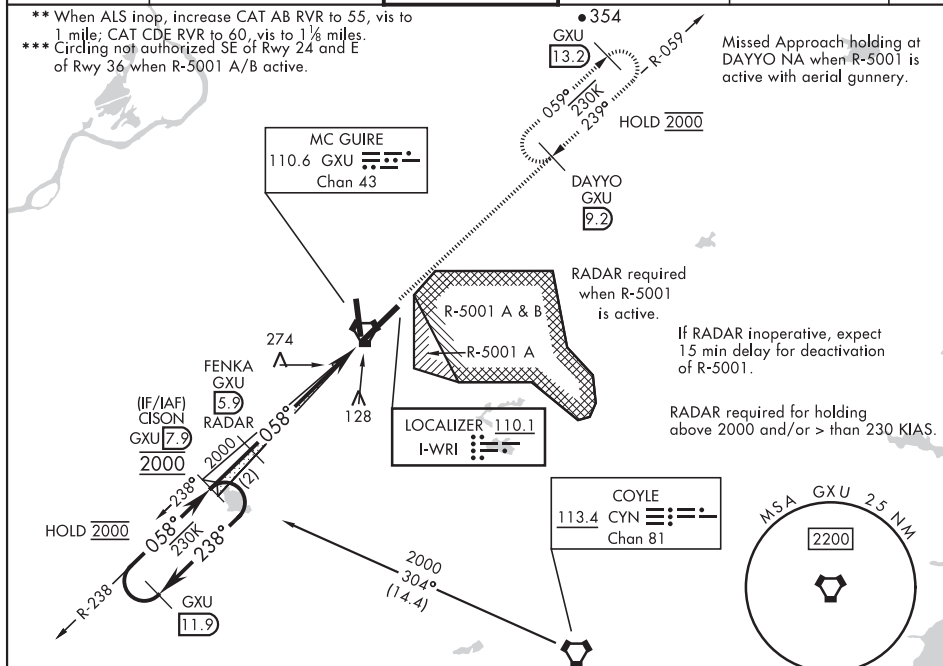 ** When ALS inop, increase CAT AB RVR to 55, vis to
1 mile; CAT CDE RVR to 60, vis to 1⅛ miles.
*** Circling not authorized SE of Rwy 24 and E
of Rwy 36 when R-5001 A/B active.
354
GXU
13.2
R-059
Missed Approach holding at
DAYYO NA when R-5001 is
active with aerial gunnery.
059°
230K
239°
HOLD 2000
MC GUIRE
110.6 GXU
Chan 43
DAYYO
GXU
9.2
RADAR required
when R-5001
is active.
R-5001 A & B
R-5001 A
If RADAR inoperative, expect
15 min delay for deactivation
of R-5001.
274
128
FENKA
GXU
5.9
RADAR
(IF/IAF)
CISON
GXU 7.9
2000
2000
058°
(2)
LOCALIZER 110.1
I-WRI
RADAR required for holding
above 2000 and/or > than 230 KIAS.
238°
HOLD 2000
058°
230K
238°
R-238
GXU
11.9
2000
304°
(14.4)
COYLE
113.4 CYN
Chan 81
MSA GXU 25 NM
2200